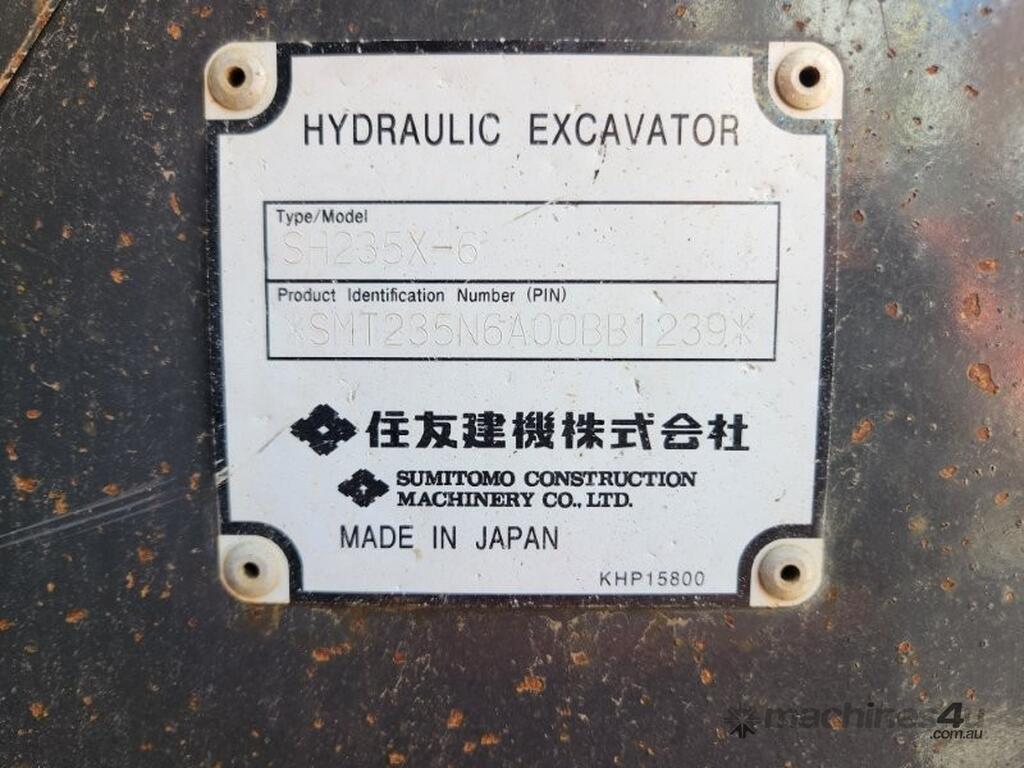 HYDRAULIC EXCAVATOR
Type/Model
SH235X-6
Product Identification Number (PIN)
*SMT235N6A00BB1239*
住友建機株式会社
SUMITOMO CONSTRUCTION
MACHINERY CO., LTD.
MADE IN JAPAN
KHP15800
machines4u
.com.au